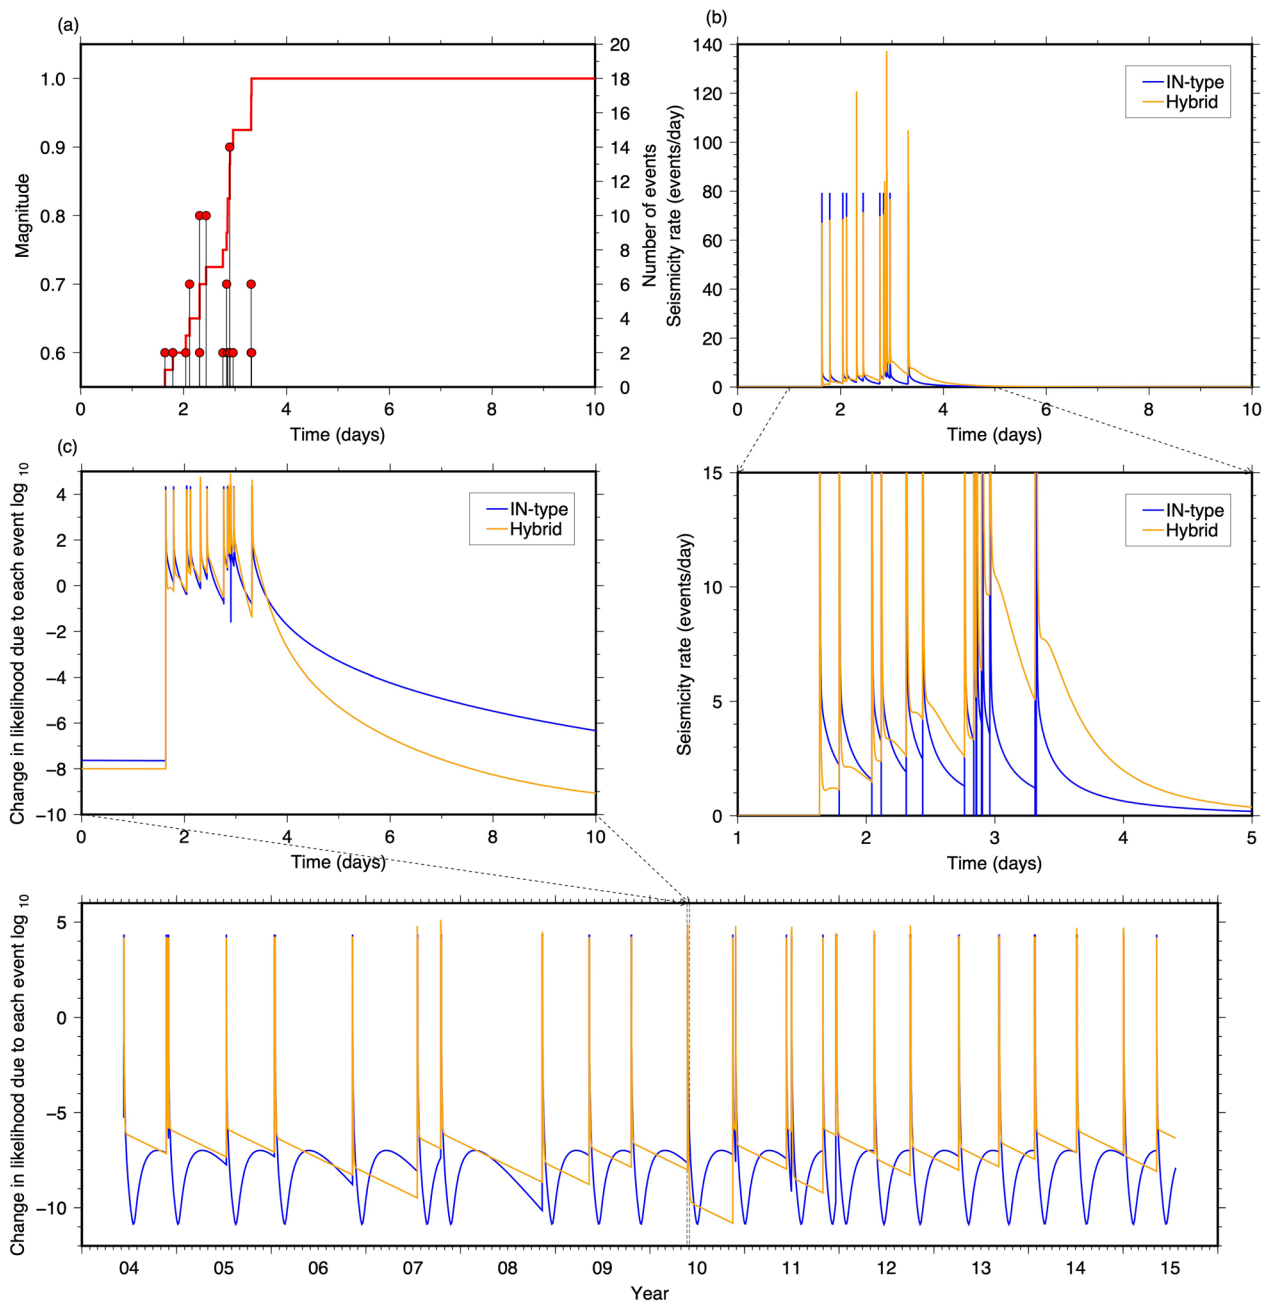 (a)
Magnitude
1.0
0.9
0.8
0.7
0.6
20
18
16
14
12
10
8
6
4
2
0
Number of events
0 2 4 6 8 10
Time (days)
(b)
Seismicity rate (events/day)
140
120
100
80
60
40
20
0
IN-type
Hybrid
0 2 4 6 8 10
Time (days)
(c)
Change in likelihood due to each event log 10
4
2
0
−2
−4
−6
−8
−10
IN-type
Hybrid
0 2 4 6 8 10
Time (days)
Seismicity rate (events/day)
15
10
5
0
IN-type
Hybrid
1 2 3 4 5
Time (days)
Change in likelihood due to each event log 10
5
0
−5
−10
04 05 06 07 08 09 10 11 12 13 14 15
Year